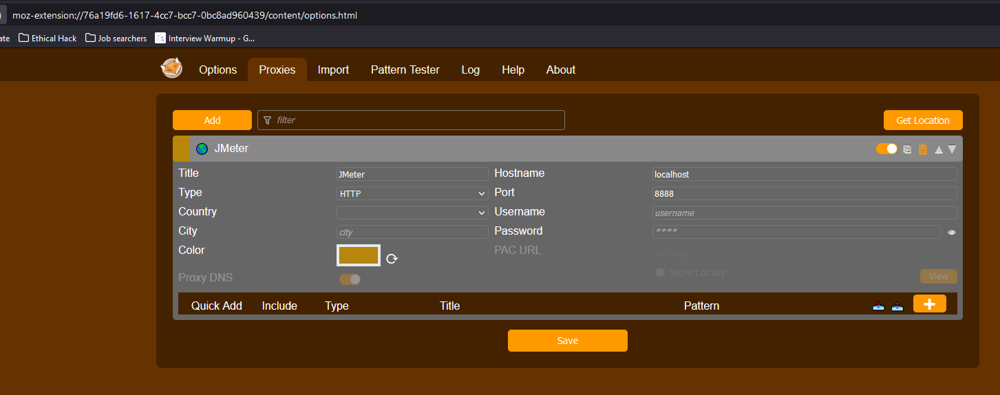 moz-extension://76a19fd6-1617-4cc7-bcc7-0bc8ad960439/content/options.html
ate Ethical Hack Job searchers Interview Warmup - G...
Options Proxies Import Pattern Tester Log Help About
Add filter Get Location
JMeter
Title JMeter Hostname localhost
Type HTTP Port 8888
Country Username username
City city Password ****
Color PAC URL PAC URL
Proxy DNS Store Locally View
Quick Add Include Type Title Pattern
Save